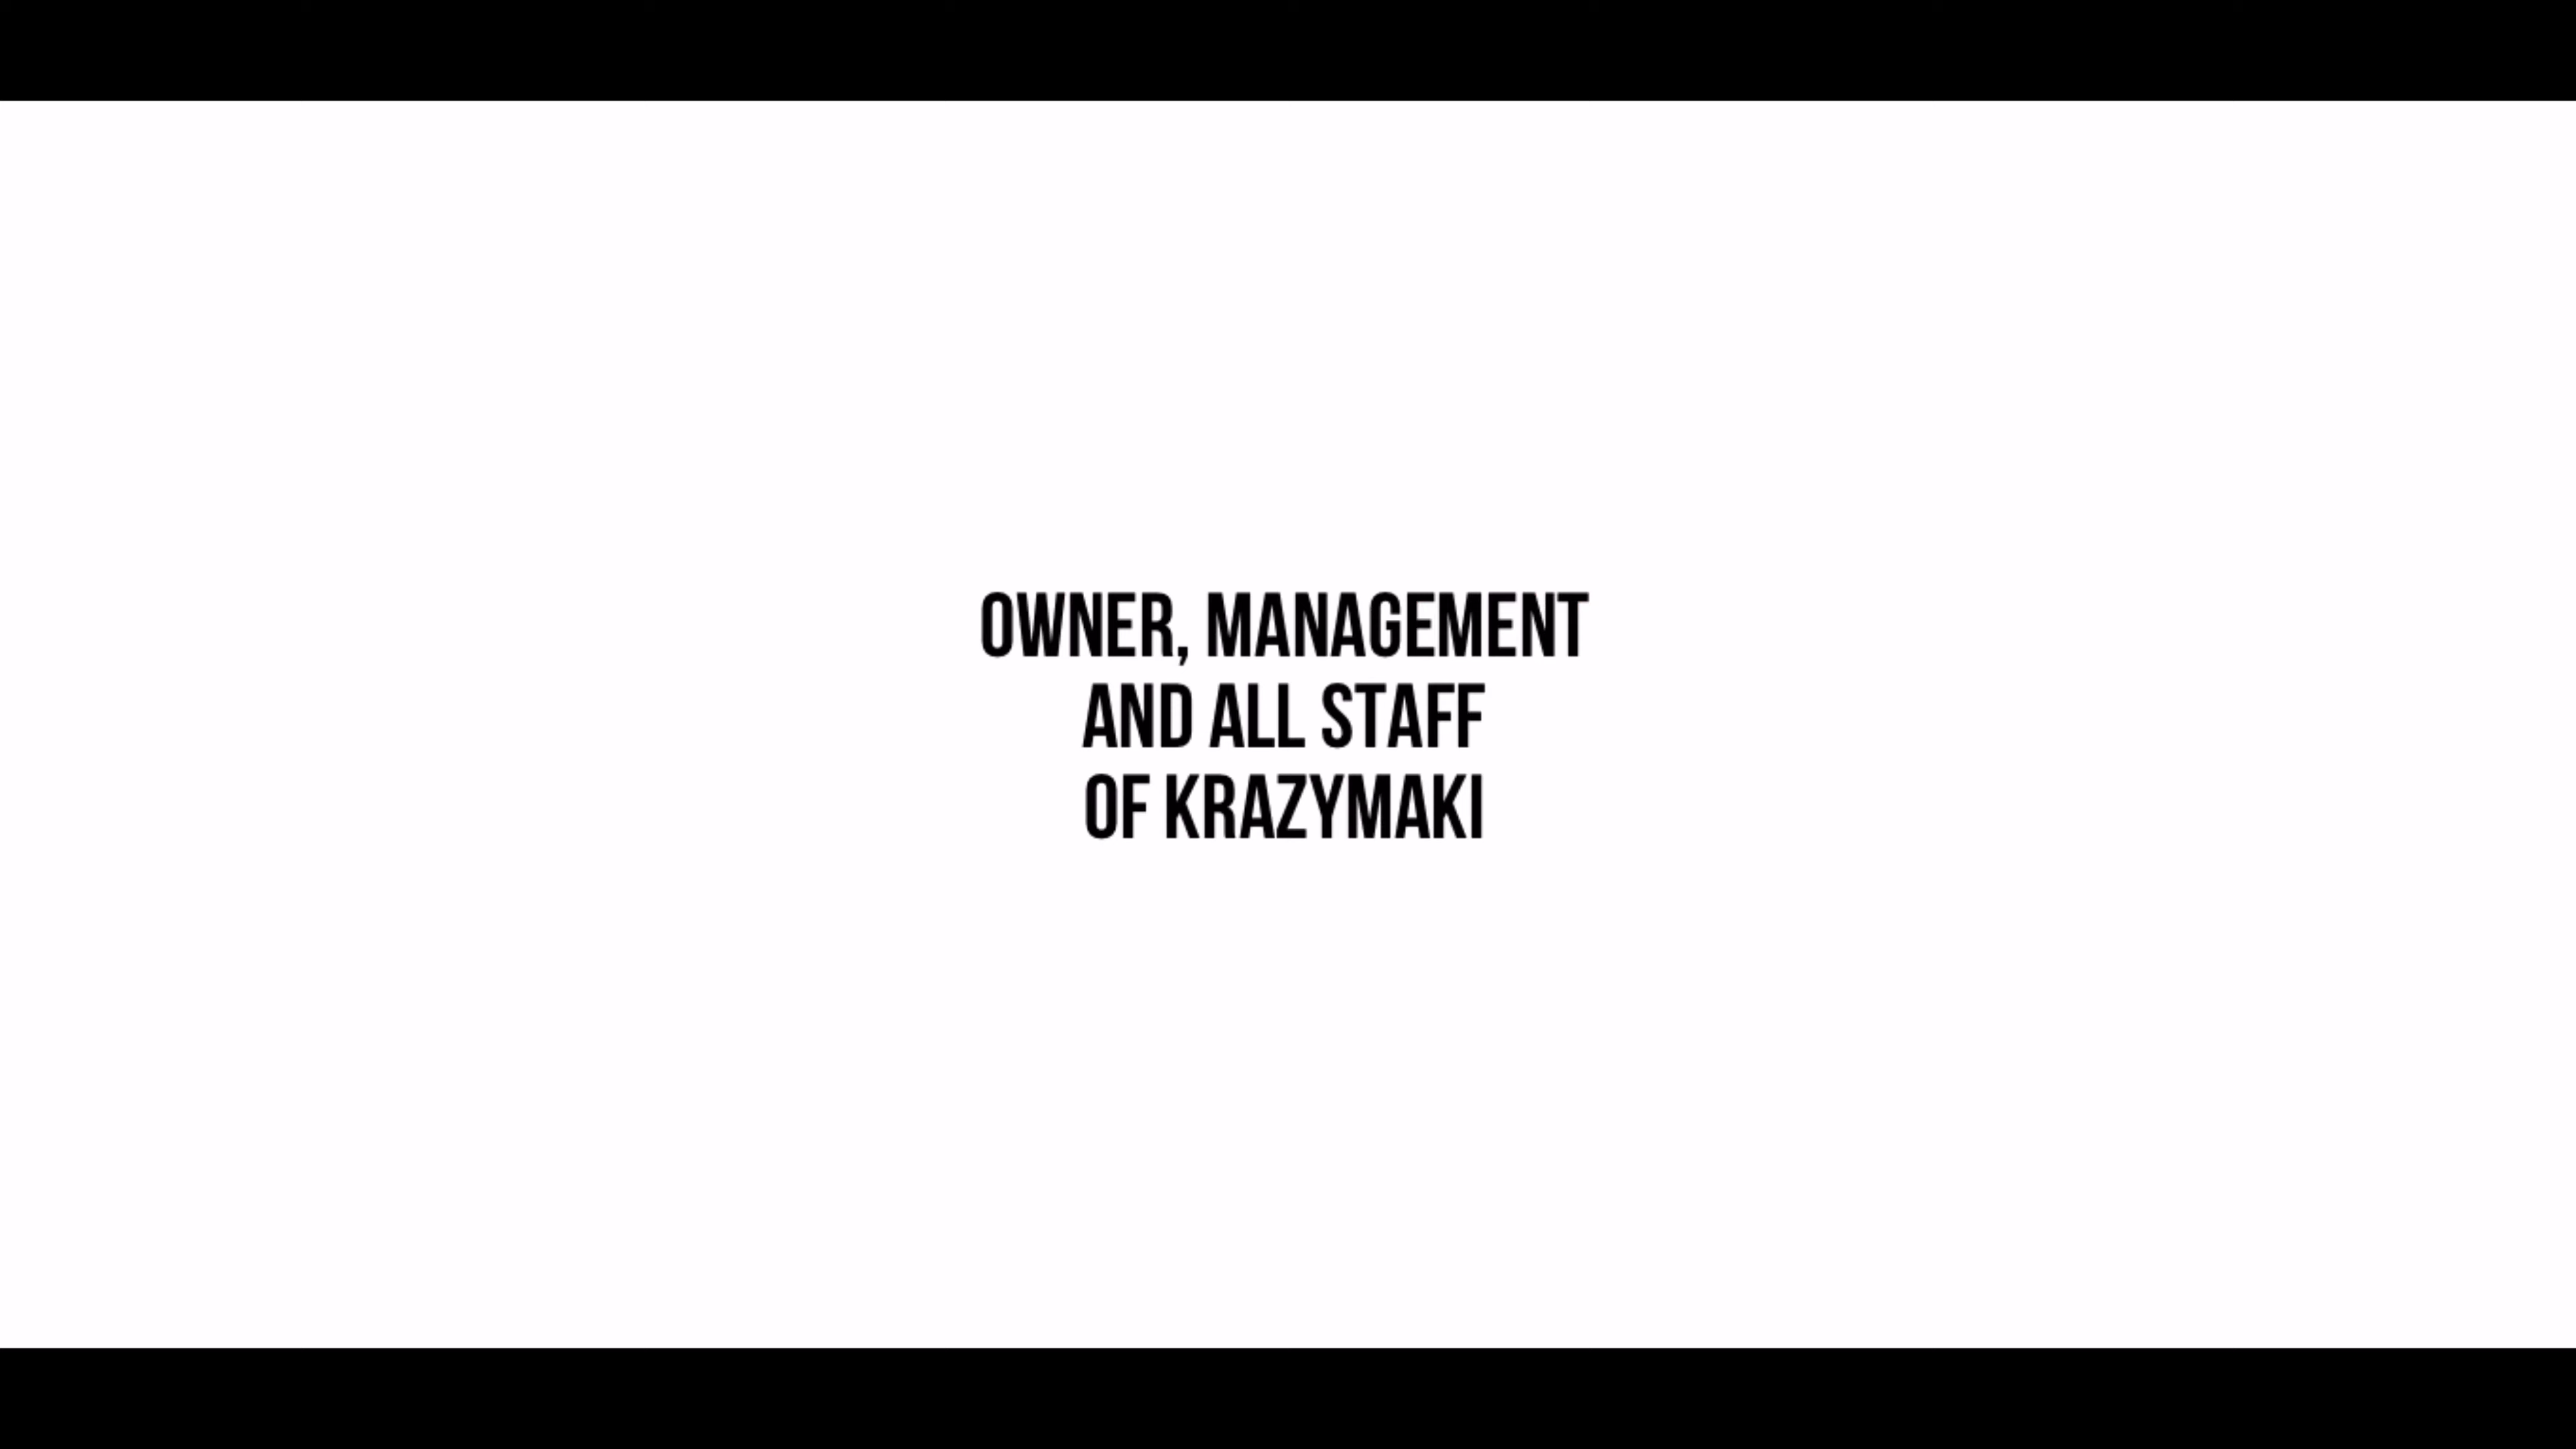 OWNER, MANAGEMENT
AND ALL STAFF
OF KRAZYMAKI